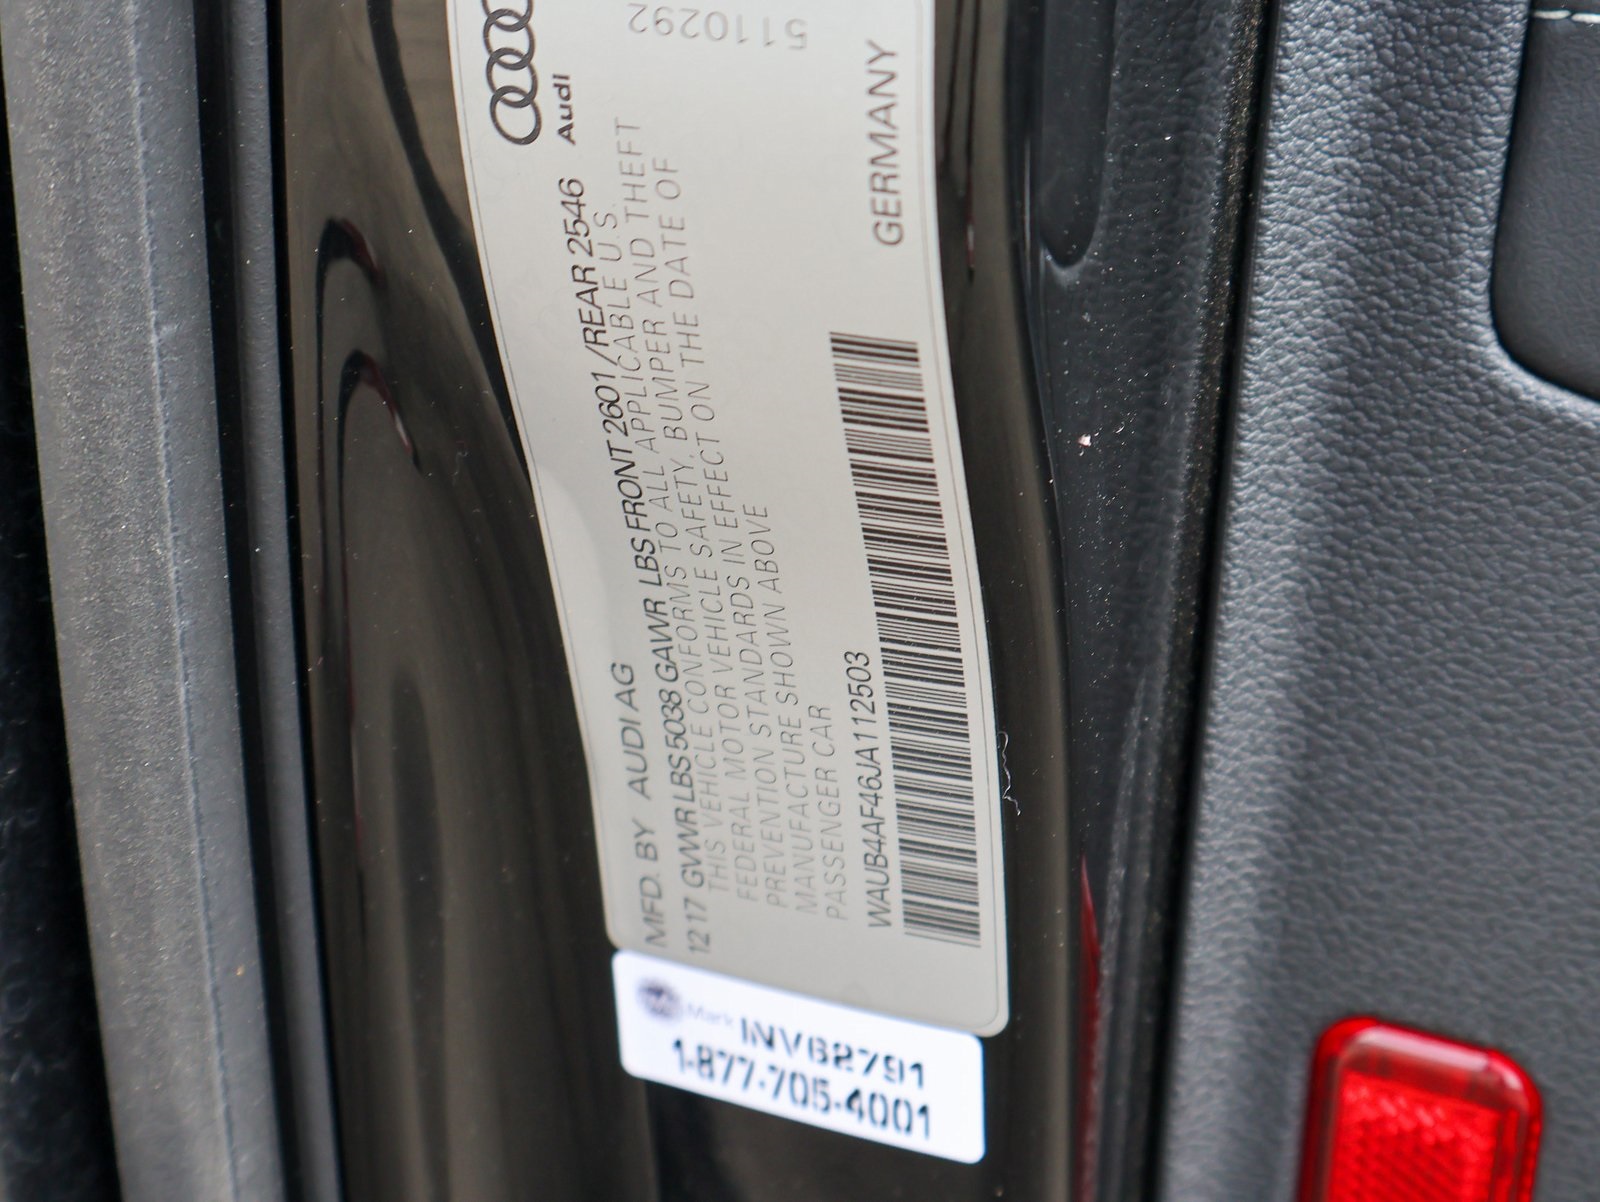 Audi
5110292
MFD. BY AUDI AG
12 17 GVWR LBS 5038 GAWR LBS FRONT 2601 / REAR 2546
THIS VEHICLE CONFORMS TO ALL APPLICABLE U.S.
FEDERAL MOTOR VEHICLE SAFETY. BUMPER AND THEFT
PREVENTION STANDARDS IN EFFECT ON THE DATE OF
MANUFACTURE SHOWN ABOVE
PASSENGER CAR
GERMANY
WAUB4AF46JA112503
Mark
INV62791
1-877-705-4001